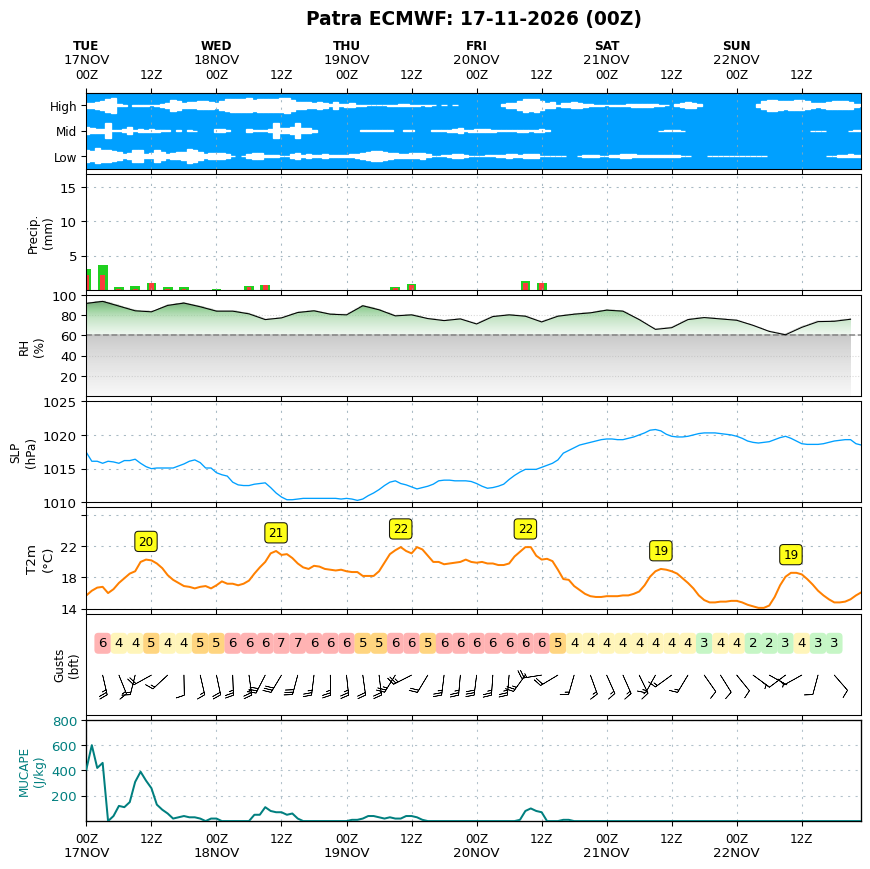 Patra ECMWF: 17-11-2026 (00Z)
TUE WED THU FRI SAT SUN
17NOV 18NOV 19NOV 20NOV 21NOV 22NOV
00Z 12Z 00Z 12Z 00Z 12Z 00Z 12Z 00Z 12Z 00Z 12Z
High
Mid
Low
Precip.
(mm)
15
10
5
RH
(%)
100
80
60
40
20
SLP
(hPa)
1025
1020
1015
1010
T2m
(°C)
22
18
14
20 21 22 22 19 19
Gusts
(bft)
6 4 4 5 4 4 5 5 6 6 6 7 7 6 6 6 5 5 6 6 5 6 6 6 6 6 6 6 5 4 4 4 4 4 4 4 4 3 4 4 2 2 3 4 3 3
MUCAPE
(J/kg)
800
600
400
200
00Z 12Z 00Z 12Z 00Z 12Z 00Z 12Z 00Z 12Z 00Z 12Z
17NOV 18NOV 19NOV 20NOV 21NOV 22NOV